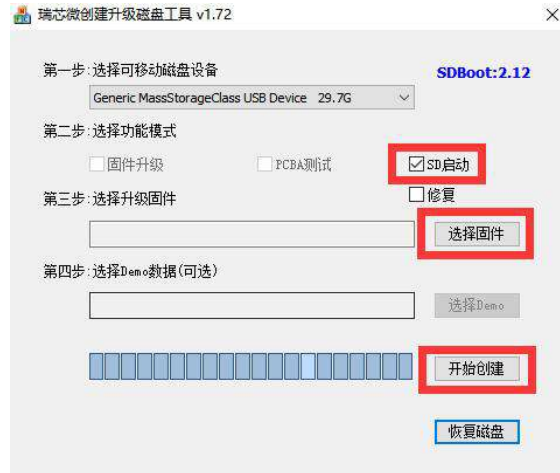 瑞芯微创建升级磁盘工具 v1.72
第一步:选择可移动磁盘设备
SDBoot:2.12
Generic MassStorageClass USB Device 29.7G
第二步:选择功能模式
固件升级 PCBA测试 SD启动
第三步:选择升级固件 修复
选择固件
第四步:选择Demo数据(可选)
选择Demo
开始创建
恢复磁盘